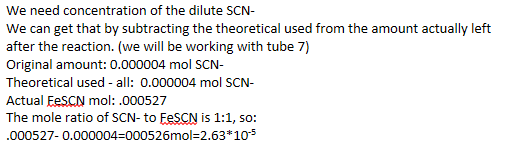 We need concentration of the dilute SCN-
We can get that by subtracting the theoretical used from the amount actually left
after the reaction. (we will be working with tube 7)
Original amount: 0.000004 mol SCN-
Theoretical used - all:  0.000004 mol SCN-
Actual FeSCN mol: .000527
The mole ratio of SCN- to FeSCN is 1:1, so:
.000527- 0.000004=000526mol=2.63*10⁻⁵